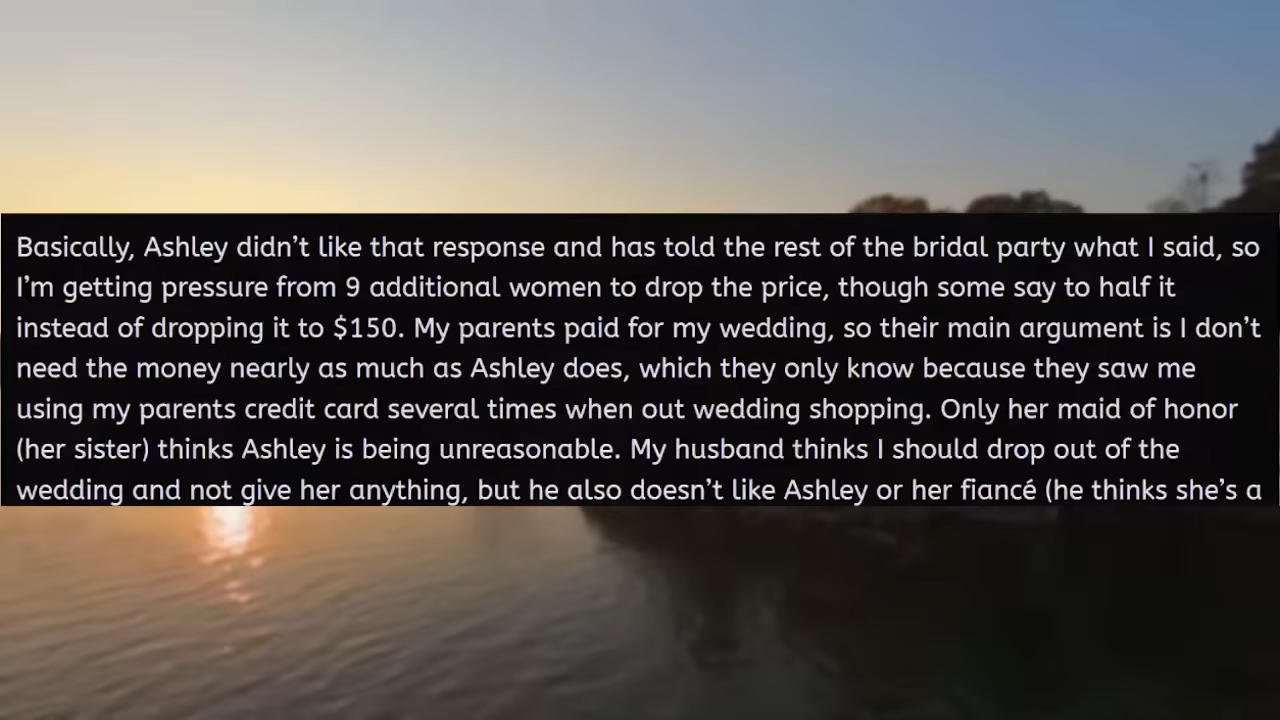 Basically, Ashley didn’t like that response and has told the rest of the bridal party what I said, so
I’m getting pressure from 9 additional women to drop the price, though some say to half it
instead of dropping it to $150. My parents paid for my wedding, so their main argument is I don’t
need the money nearly as much as Ashley does, which they only know because they saw me
using my parents credit card several times when out wedding shopping. Only her maid of honor
(her sister) thinks Ashley is being unreasonable. My husband thinks I should drop out of the
wedding and not give her anything, but he also doesn’t like Ashley or her fiancé (he thinks she’s a